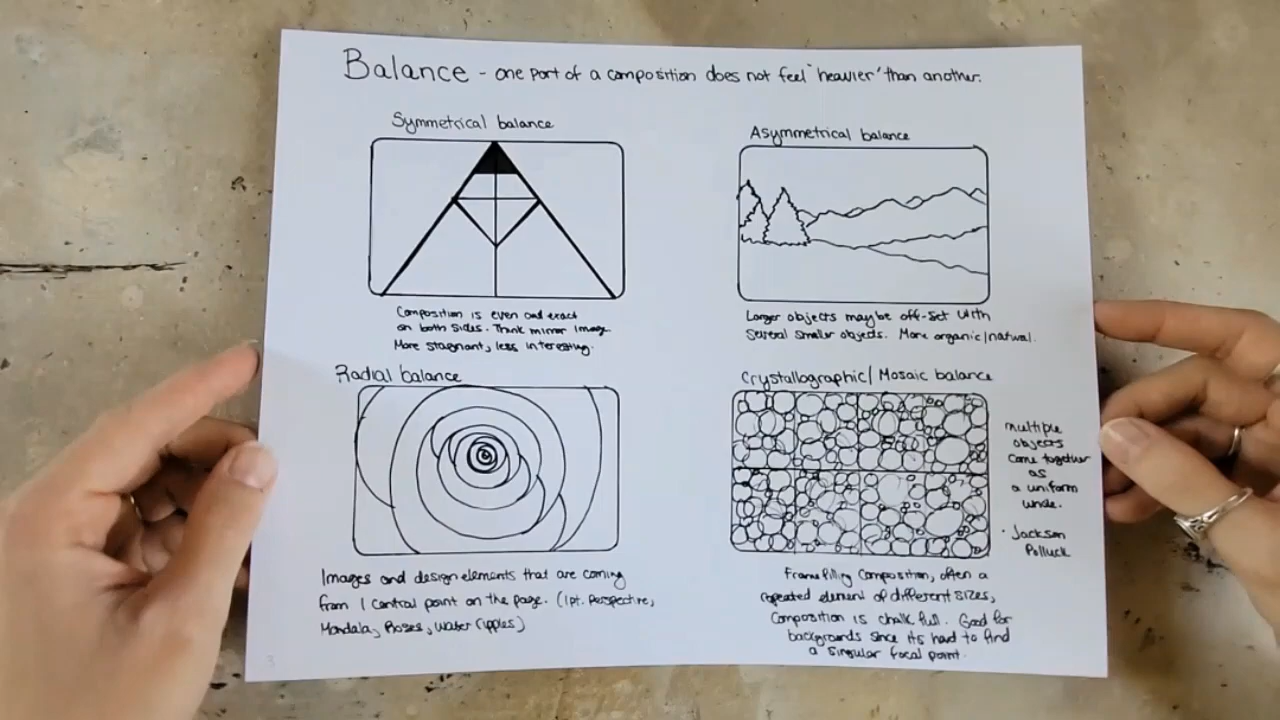 Balance - one part of a composition does not feel "heavier" than another.
Symmetrical balance
Composition is even and exact
on both sides. Think mirror image
More stagnant, less interesting.
Asymmetrical balance
Larger objects may be off-set with
several smaller objects. More organic/natural.
Radial balance
Images and design elements that are coming
from 1 central point on the page. (1pt. Perspective,
Mandala, Roses, Water ripples)
Crystallographic/Mosaic balance
multiple
objects
come together
as
a uniform
whole.
· Jackson
Polluck
Frame filling composition, often a
repeated element of different sizes,
Composition is chalk full. Good for
backgrounds since its hard to find
a singular focal point.
3